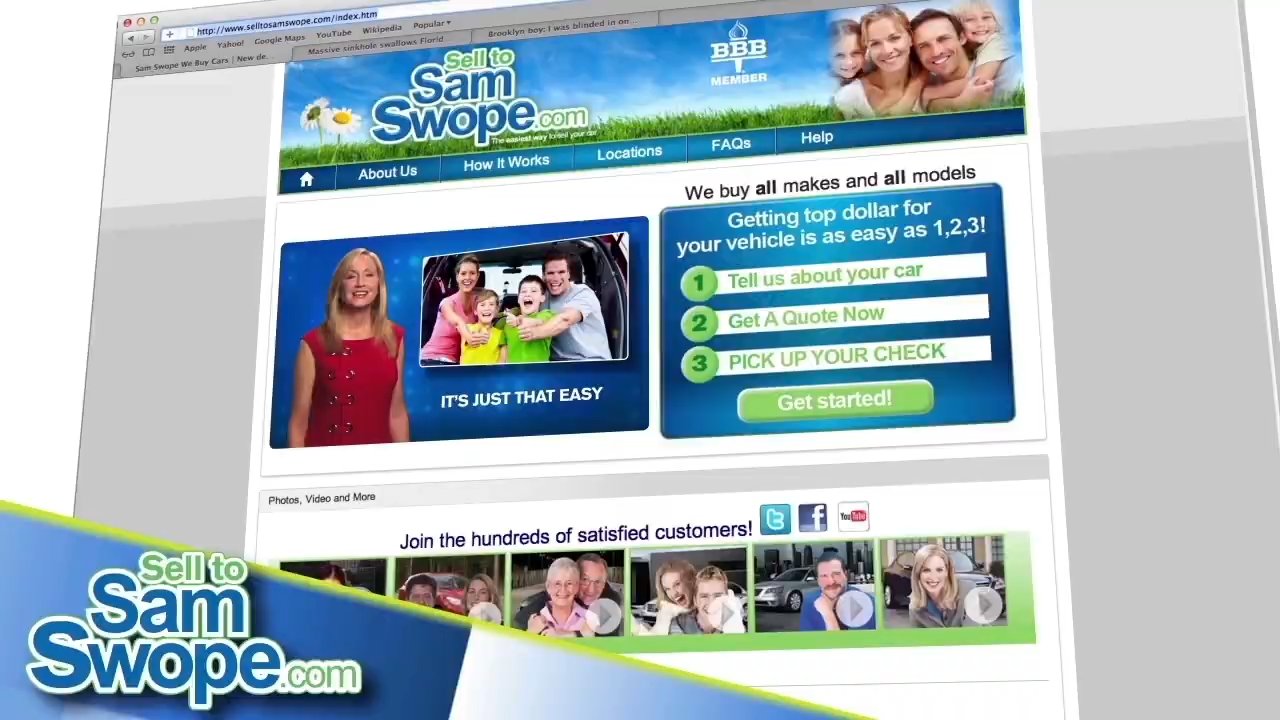 http://www.selltosamswope.com/index.htm
Apple Yahoo! Google Maps YouTube Wikipedia Popular
Sam Swope We Buy Cars | New de...
Massive sinkhole swallows Florid
Brooklyn boy: I was blinded in on...
Sell to
Sam
Swope.com
The easiest way to sell your car
BBB
MEMBER
About Us
How It Works
Locations
FAQs
Help
We buy all makes and all models
Getting top dollar for
your vehicle is as easy as 1,2,3!
1 Tell us about your car
2 Get A Quote Now
3 PICK UP YOUR CHECK
Get started!
IT'S JUST THAT EASY
Photos, Video and More
Join the hundreds of satisfied customers!
t f YouTube
Sell to
Sam
Swope.com